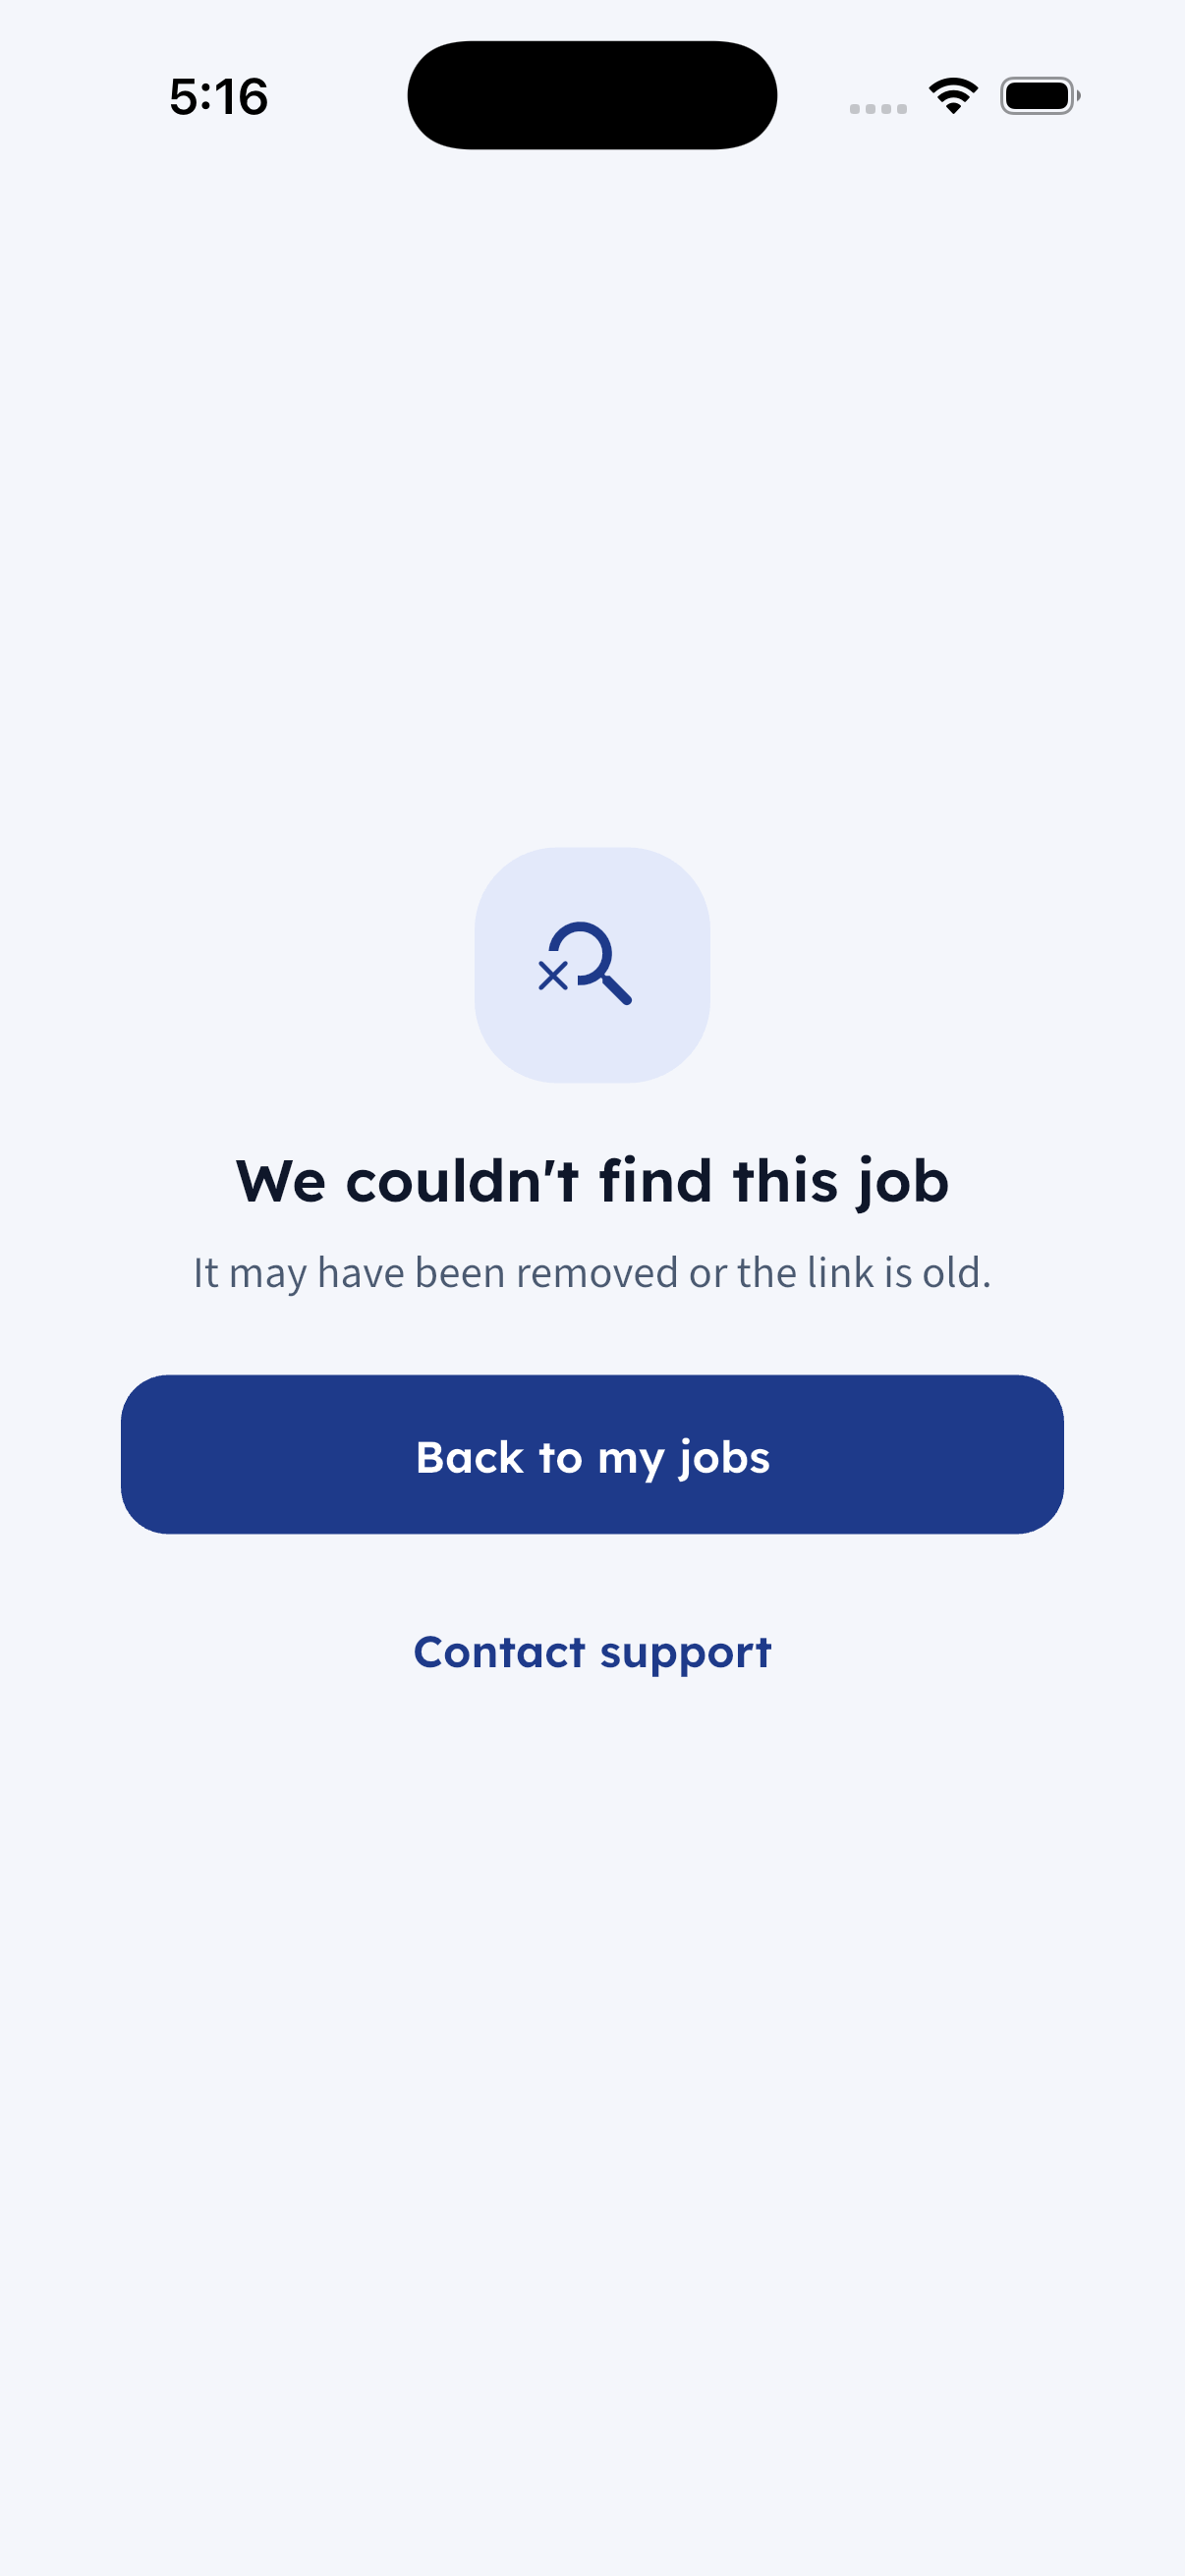 5:16
We couldn't find this job
It may have been removed or the link is old.
Back to my jobs
Contact support